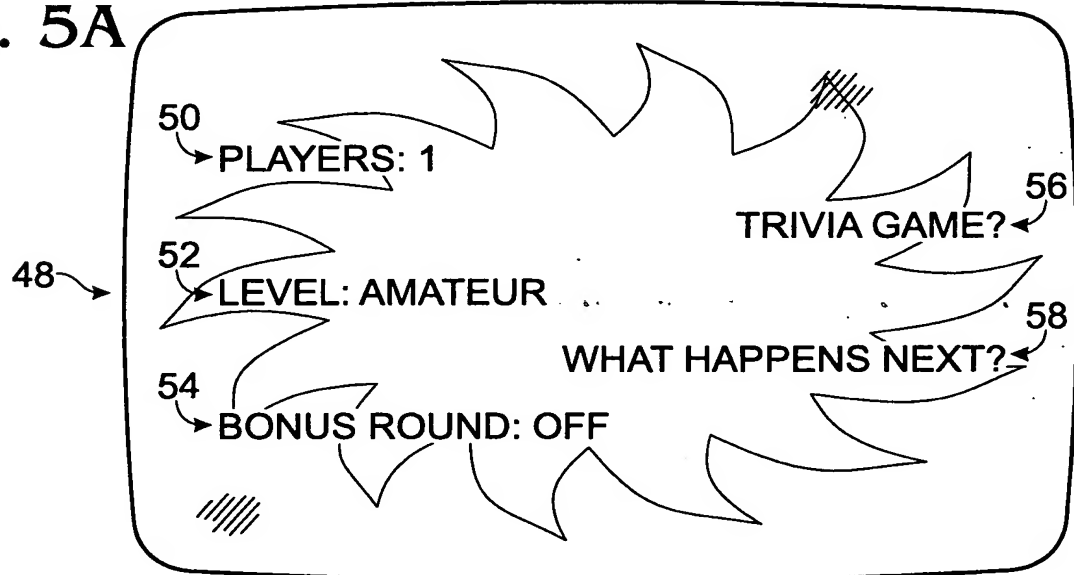 . 5A
50
PLAYERS: 1
56
TRIVIA GAME?
52
48
LEVEL: AMATEUR
58
WHAT HAPPENS NEXT?
54
BONUS ROUND: OFF